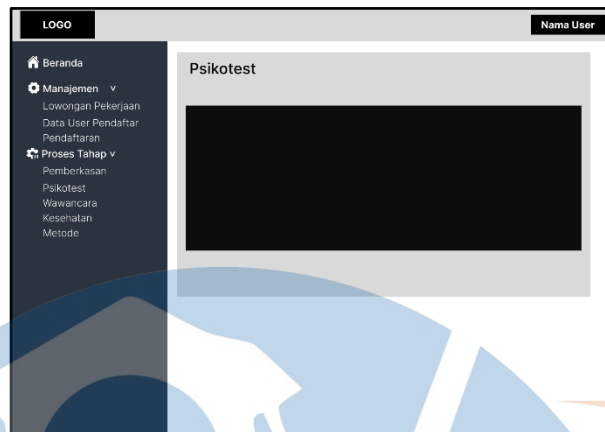 LOGO
Nama User
Beranda
Manajemen v
Lowongan Pekerjaan
Data User Pendaftar
Pendaftaran
Proses Tahap v
Pemberkasan
Psikotest
Wawancara
Kesehatan
Metode
Psikotest